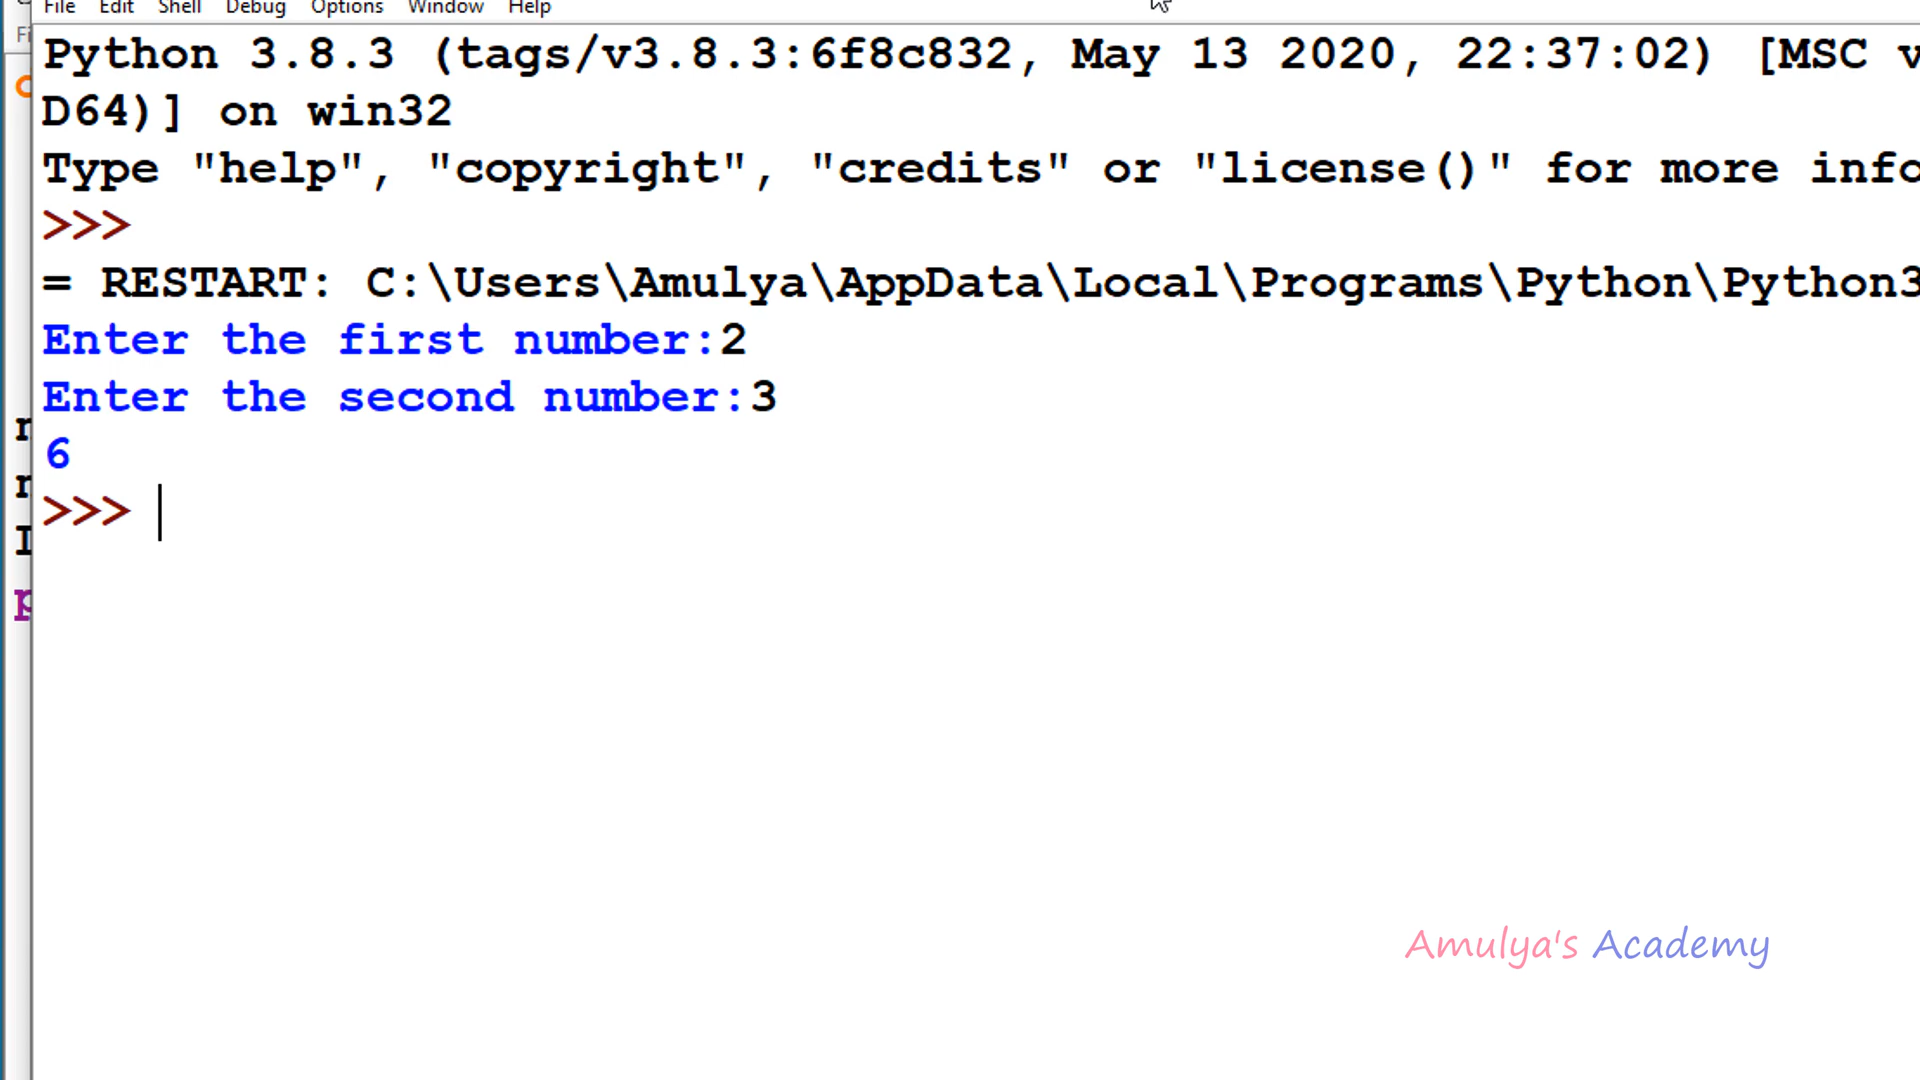 File Edit Shell Debug Options Window Help
Python 3.8.3 (tags/v3.8.3:6f8c832, May 13 2020, 22:37:02) [MSC v
D64)] on win32
Type "help", "copyright", "credits" or "license()" for more info
>>>
= RESTART: C:\Users\Amulya\AppData\Local\Programs\Python\Python3
Enter the first number:2
Enter the second number:3
6
>>>
Amulya's Academy